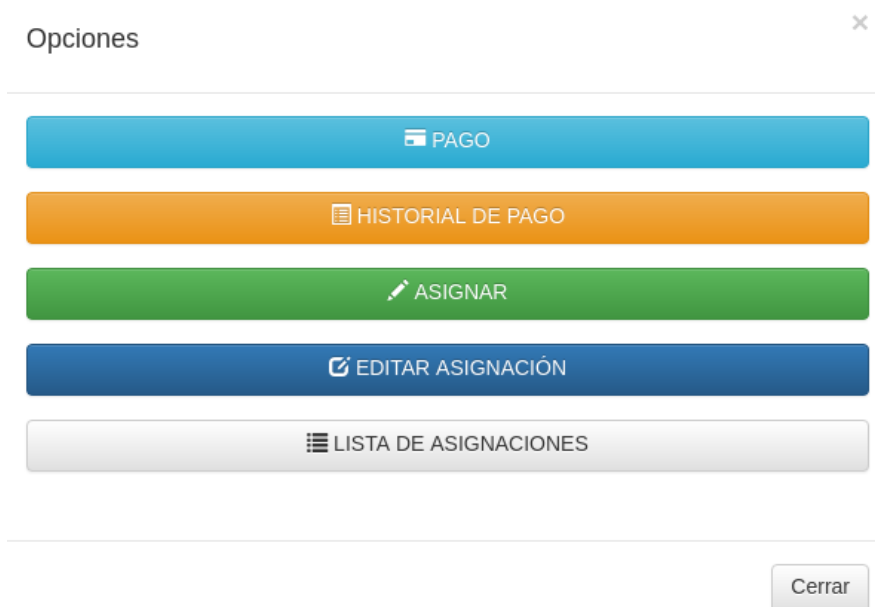 Opciones
×
PAGO
HISTORIAL DE PAGO
ASIGNAR
EDITAR ASIGNACIÓN
LISTA DE ASIGNACIONES
Cerrar